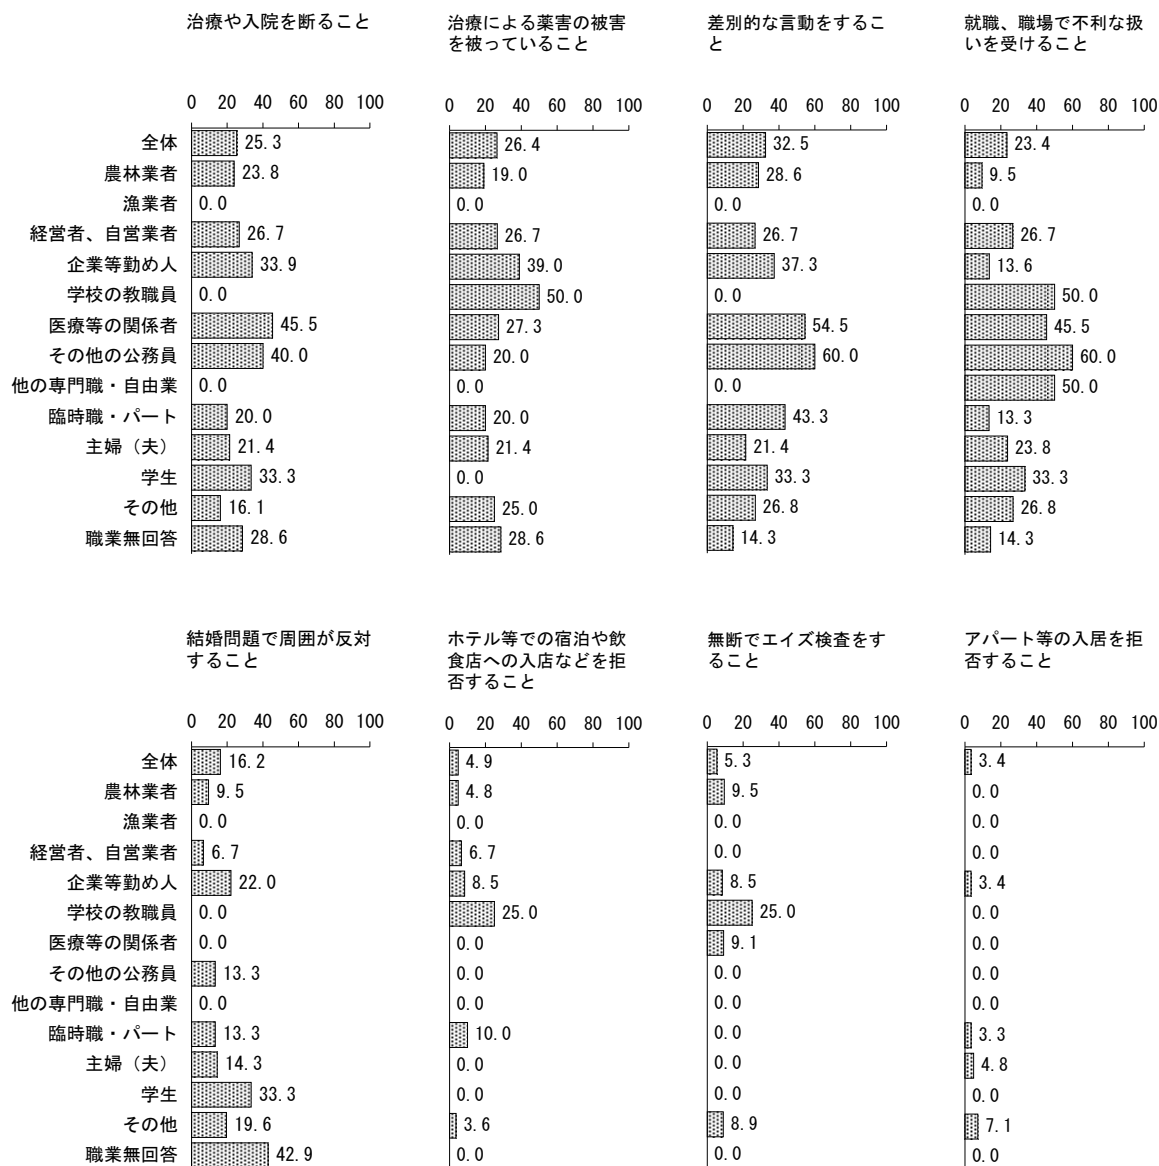 治療や入院を断ること
治療による薬害の被害
を被っていること
差別的な言動をするこ
と
就職、職場で不利な扱
いを受けること
0 20 40 60 80 100 0 20 40 60 80 100 0 20 40 60 80 100 0 20 40 60 80 100
全体 25.3 26.4 32.5 23.4
農林業者 23.8 19.0 28.6 9.5
漁業者 0.0 0.0 0.0 0.0
経営者、自営業者 26.7 26.7 26.7 26.7
企業等勤め人 33.9 39.0 37.3 13.6
学校の教職員 0.0 50.0 0.0 50.0
医療等の関係者 45.5 27.3 54.5 45.5
その他の公務員 40.0 20.0 60.0 60.0
他の専門職・自由業 0.0 0.0 0.0 50.0
臨時職・パート 20.0 20.0 43.3 13.3
主婦（夫） 21.4 21.4 21.4 23.8
学生 33.3 0.0 33.3 33.3
その他 16.1 25.0 26.8 26.8
職業無回答 28.6 28.6 14.3 14.3
結婚問題で周囲が反対
すること
ホテル等での宿泊や飲
食店への入店などを拒
否すること
無断でエイズ検査をす
ること
アパート等の入居を拒
否すること
0 20 40 60 80 100 0 20 40 60 80 100 0 20 40 60 80 100 0 20 40 60 80 100
全体 16.2 4.9 5.3 3.4
農林業者 9.5 4.8 9.5 0.0
漁業者 0.0 0.0 0.0 0.0
経営者、自営業者 6.7 6.7 0.0 0.0
企業等勤め人 22.0 8.5 8.5 3.4
学校の教職員 0.0 25.0 25.0 0.0
医療等の関係者 0.0 0.0 9.1 0.0
その他の公務員 13.3 0.0 0.0 0.0
他の専門職・自由業 0.0 0.0 0.0 0.0
臨時職・パート 13.3 10.0 0.0 3.3
主婦（夫） 14.3 0.0 0.0 4.8
学生 33.3 0.0 0.0 0.0
その他 19.6 3.6 8.9 7.1
職業無回答 42.9 0.0 0.0 0.0